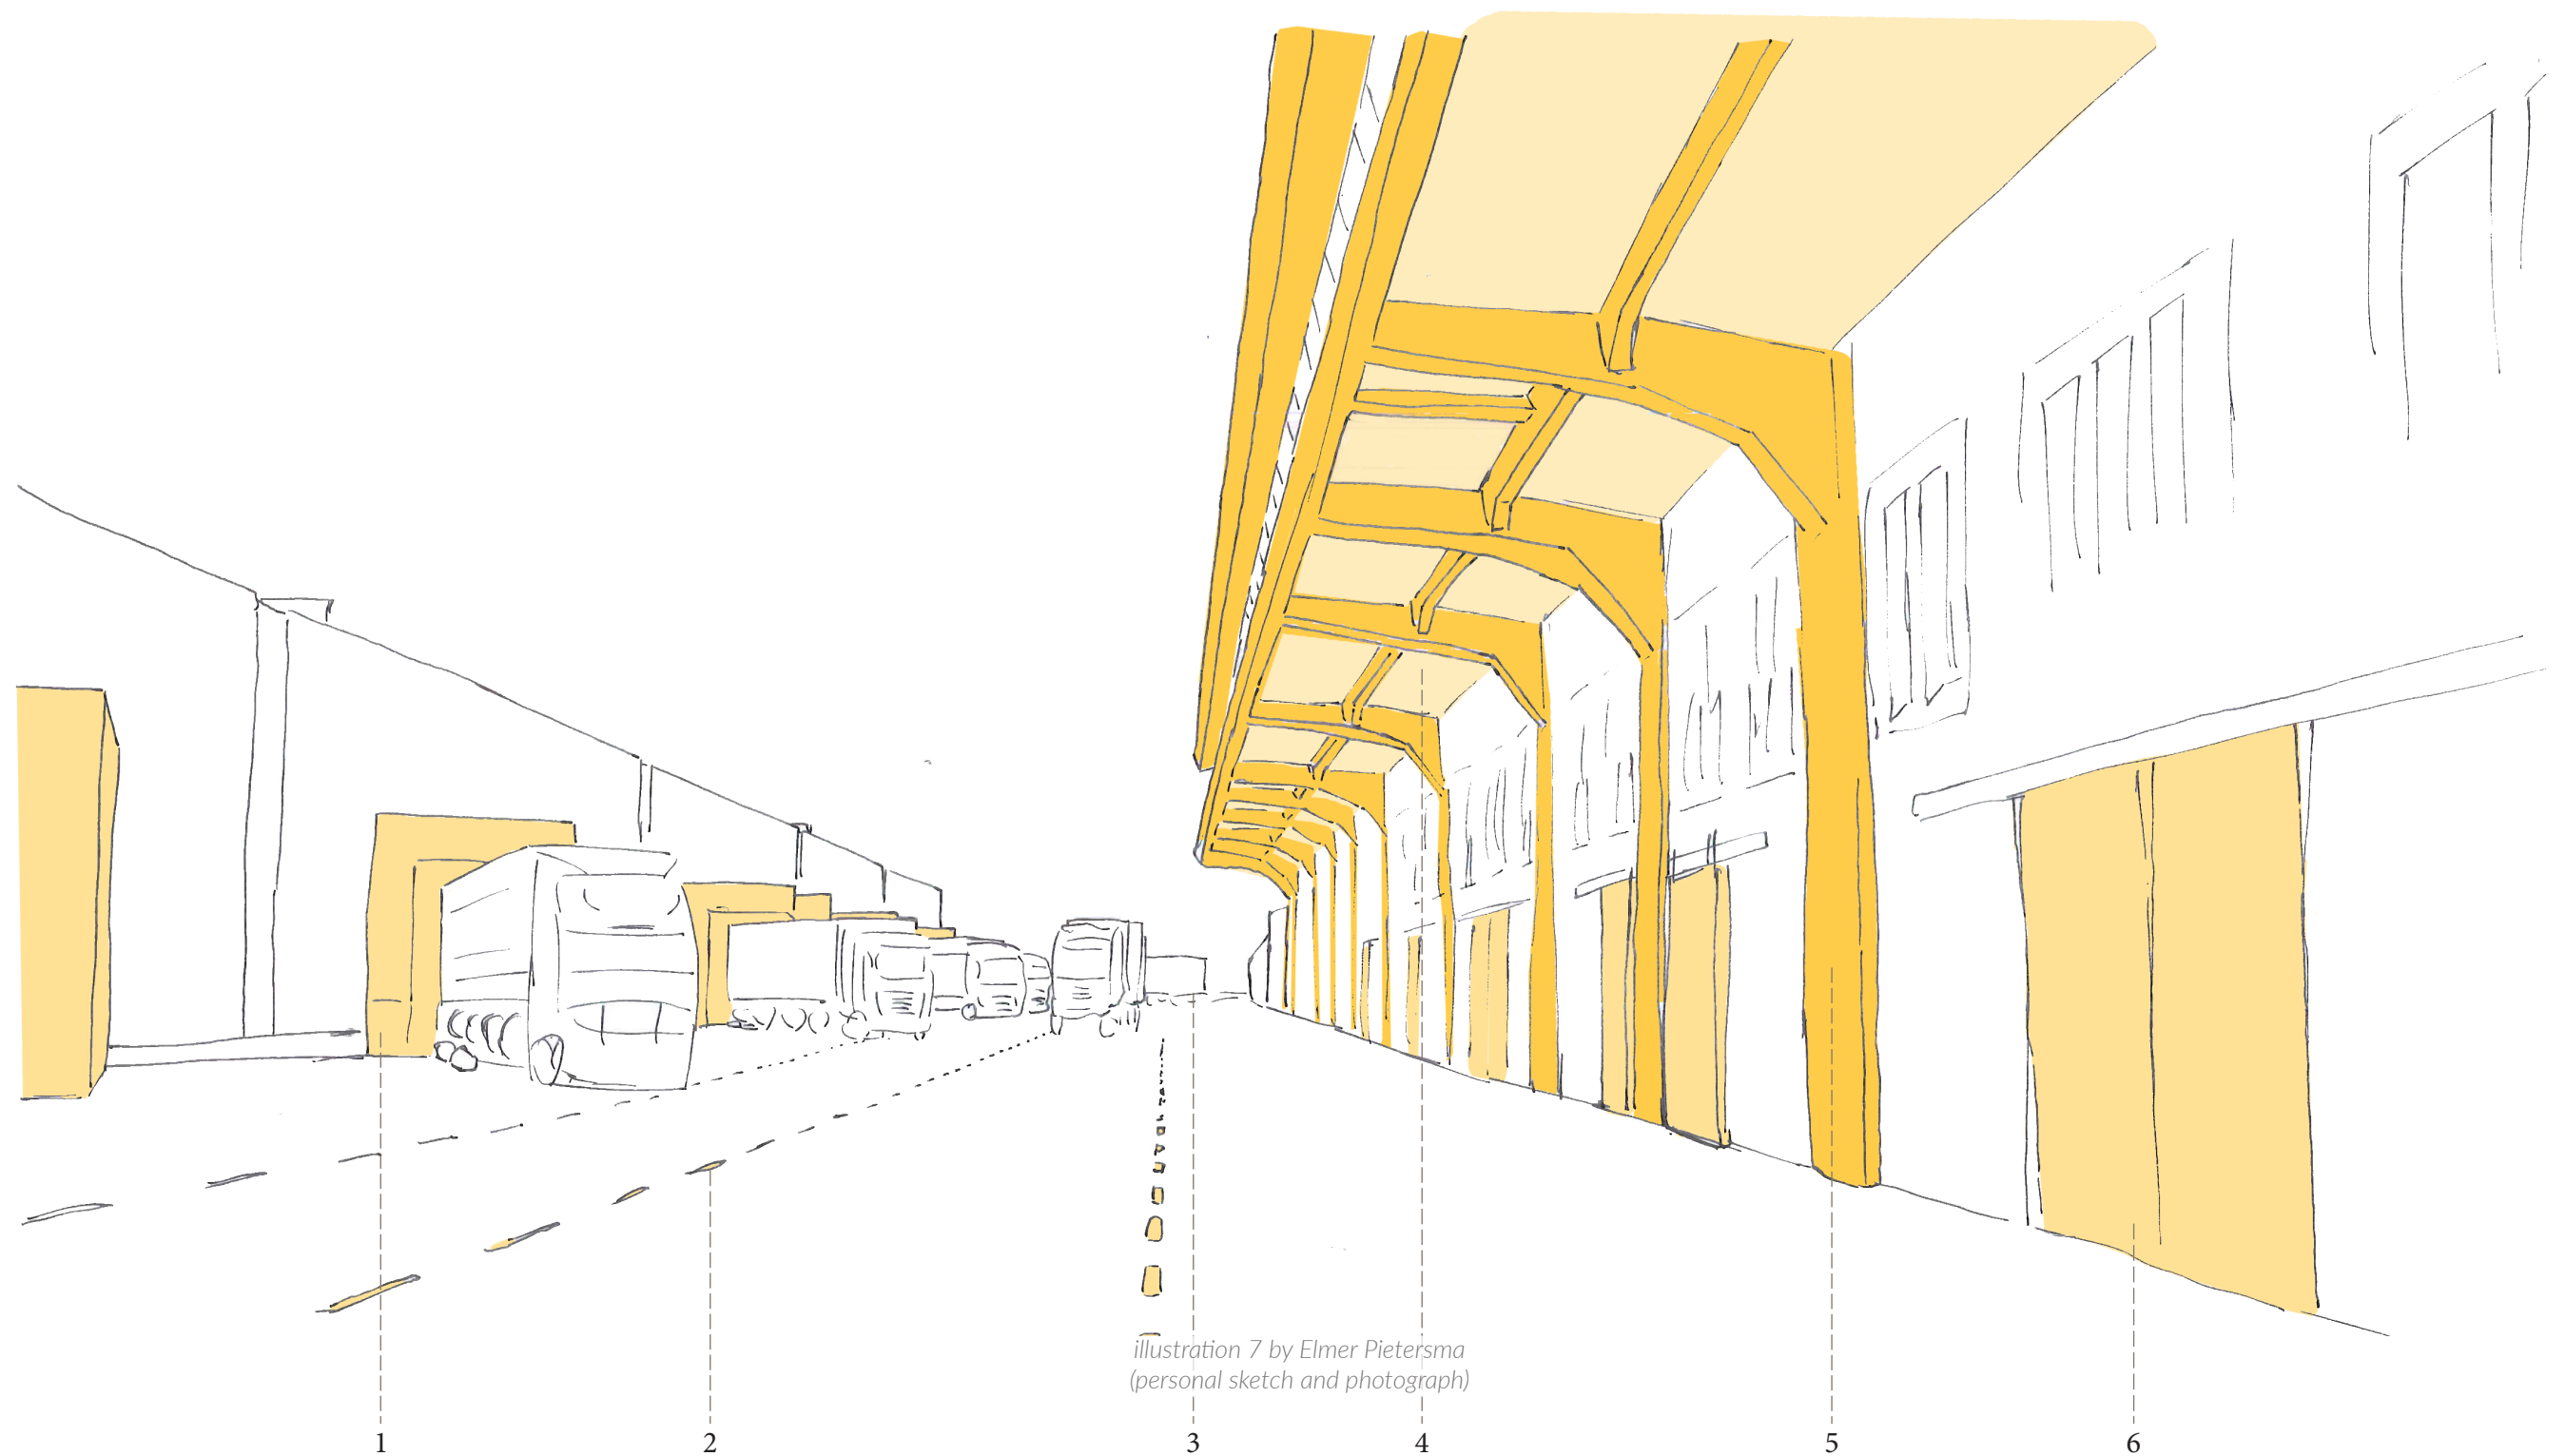 illustration 7 by Elmer Pietersma
(personal sketch and photograph)
1 2 3 4 5 6